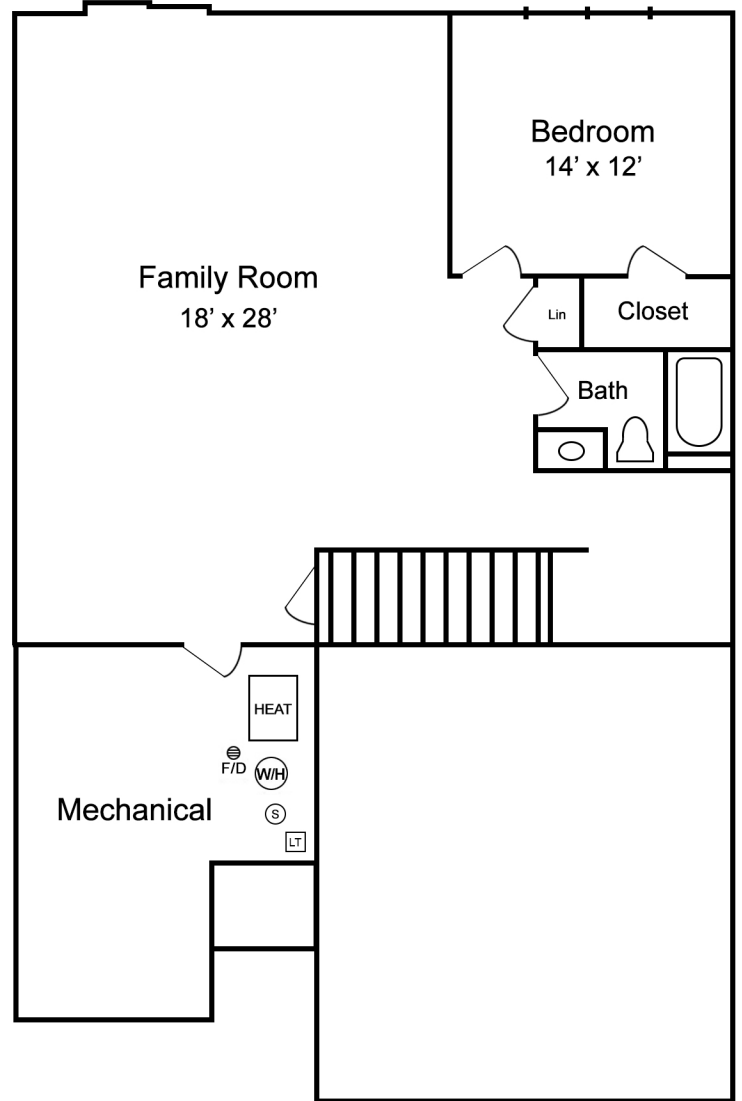 Bedroom
14’ x 12’
Family Room
18’ x 28’
Lin
Closet
Bath
HEAT
F/D
W/H
Mechanical
S
LT